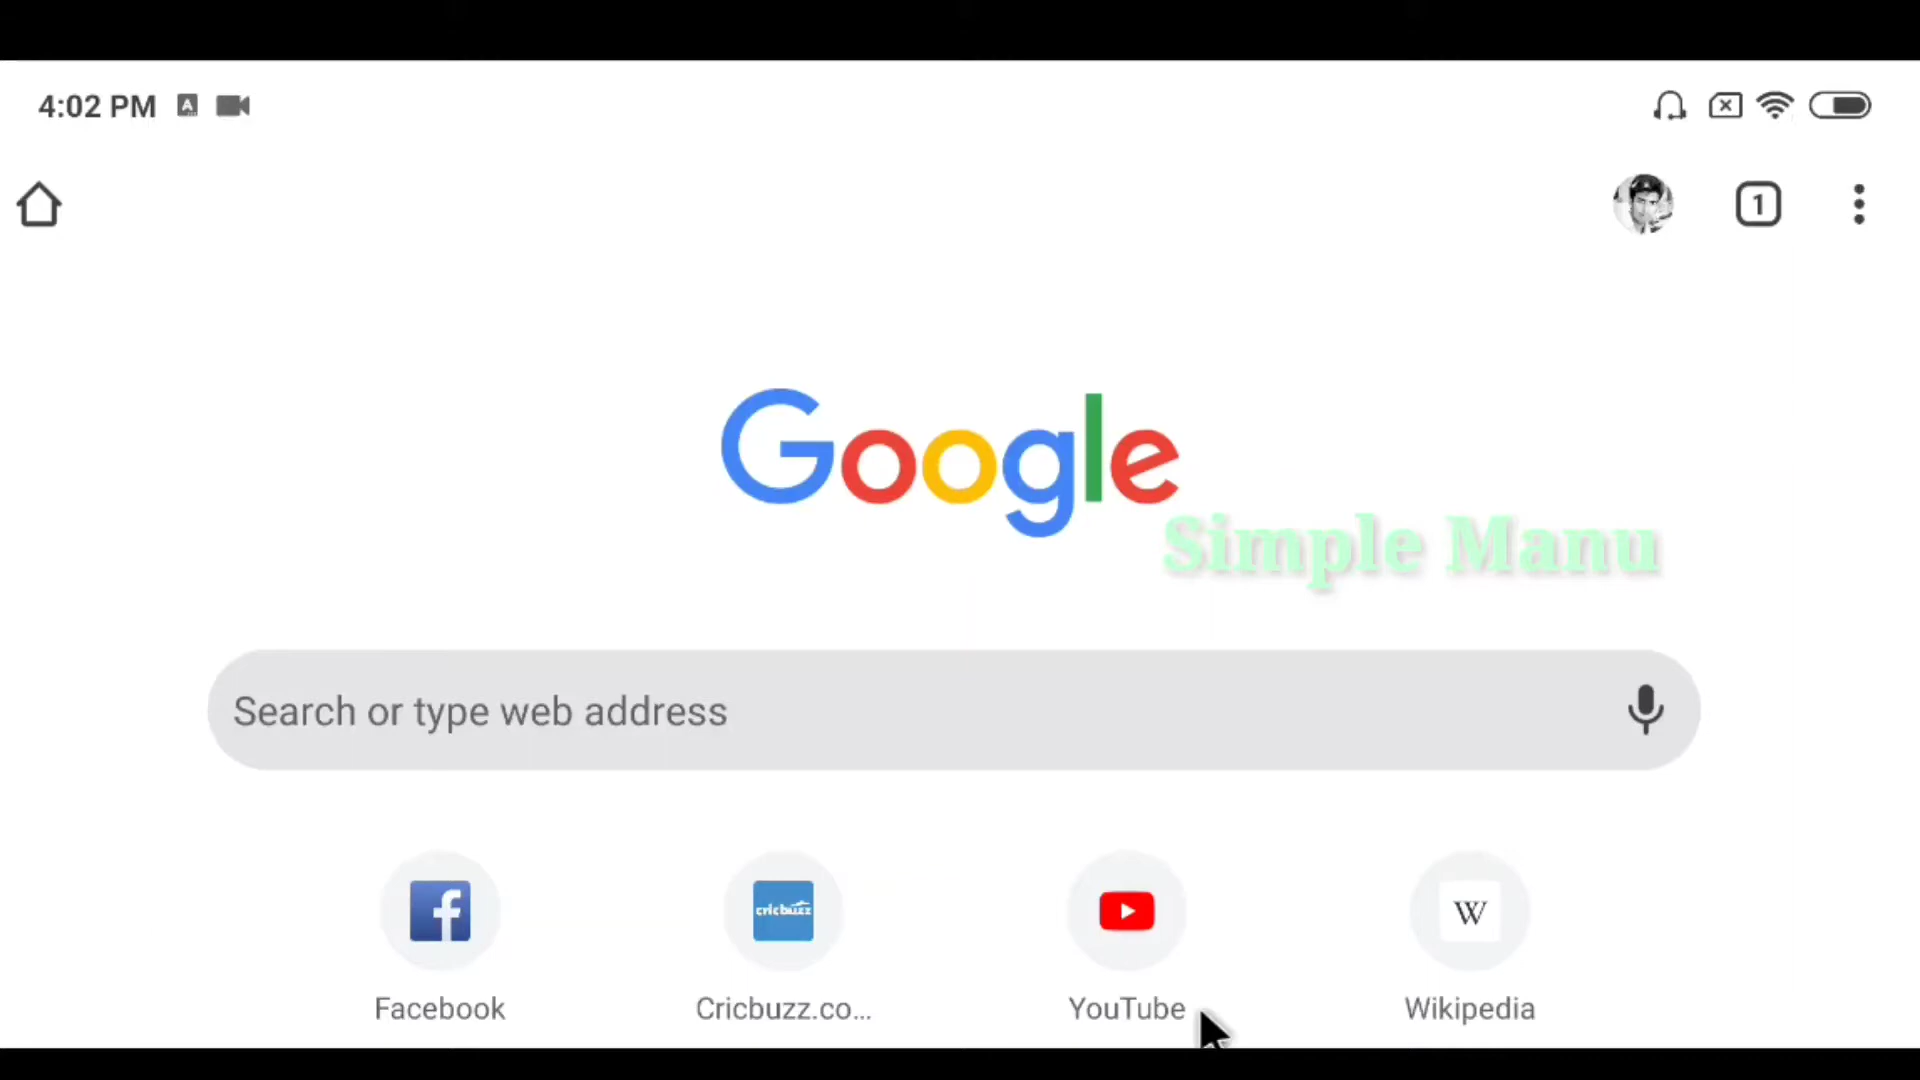 4:02 PM A
1
Google
Simple Manu
Search or type web address
f cricbuzz W
Facebook Cricbuzz.co... YouTube Wikipedia